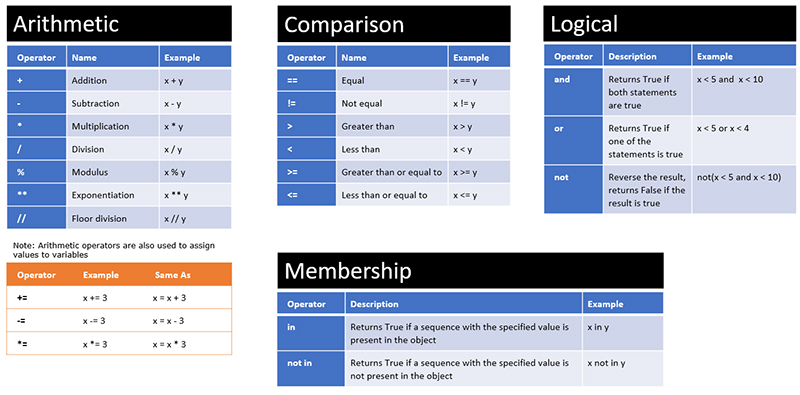 Arithmetic
Operator Name Example
+ Addition x + y
- Subtraction x - y
* Multiplication x * y
/ Division x / y
% Modulus x % y
** Exponentiation x ** y
// Floor division x // y
Note: Arithmetic operators are also used to assign
values to variables
Operator Example Same As
+= x += 3 x = x + 3
-= x -= 3 x = x - 3
*= x *= 3 x = x * 3
Comparison
Operator Name Example
== Equal x == y
!= Not equal x != y
> Greater than x > y
< Less than x < y
>= Greater than or equal to x >= y
<= Less than or equal to x <= y
Logical
Operator Description Example
and Returns True if x < 5 and x < 10
both statements
are true
or Returns True if x < 5 or x < 4
one of the
statements is true
not Reverse the result, not(x < 5 and x < 10)
returns False if the
result is true
Membership
Operator Description Example
in Returns True if a sequence with the specified value is x in y
present in the object
not in Returns True if a sequence with the specified value is x not in y
not present in the object